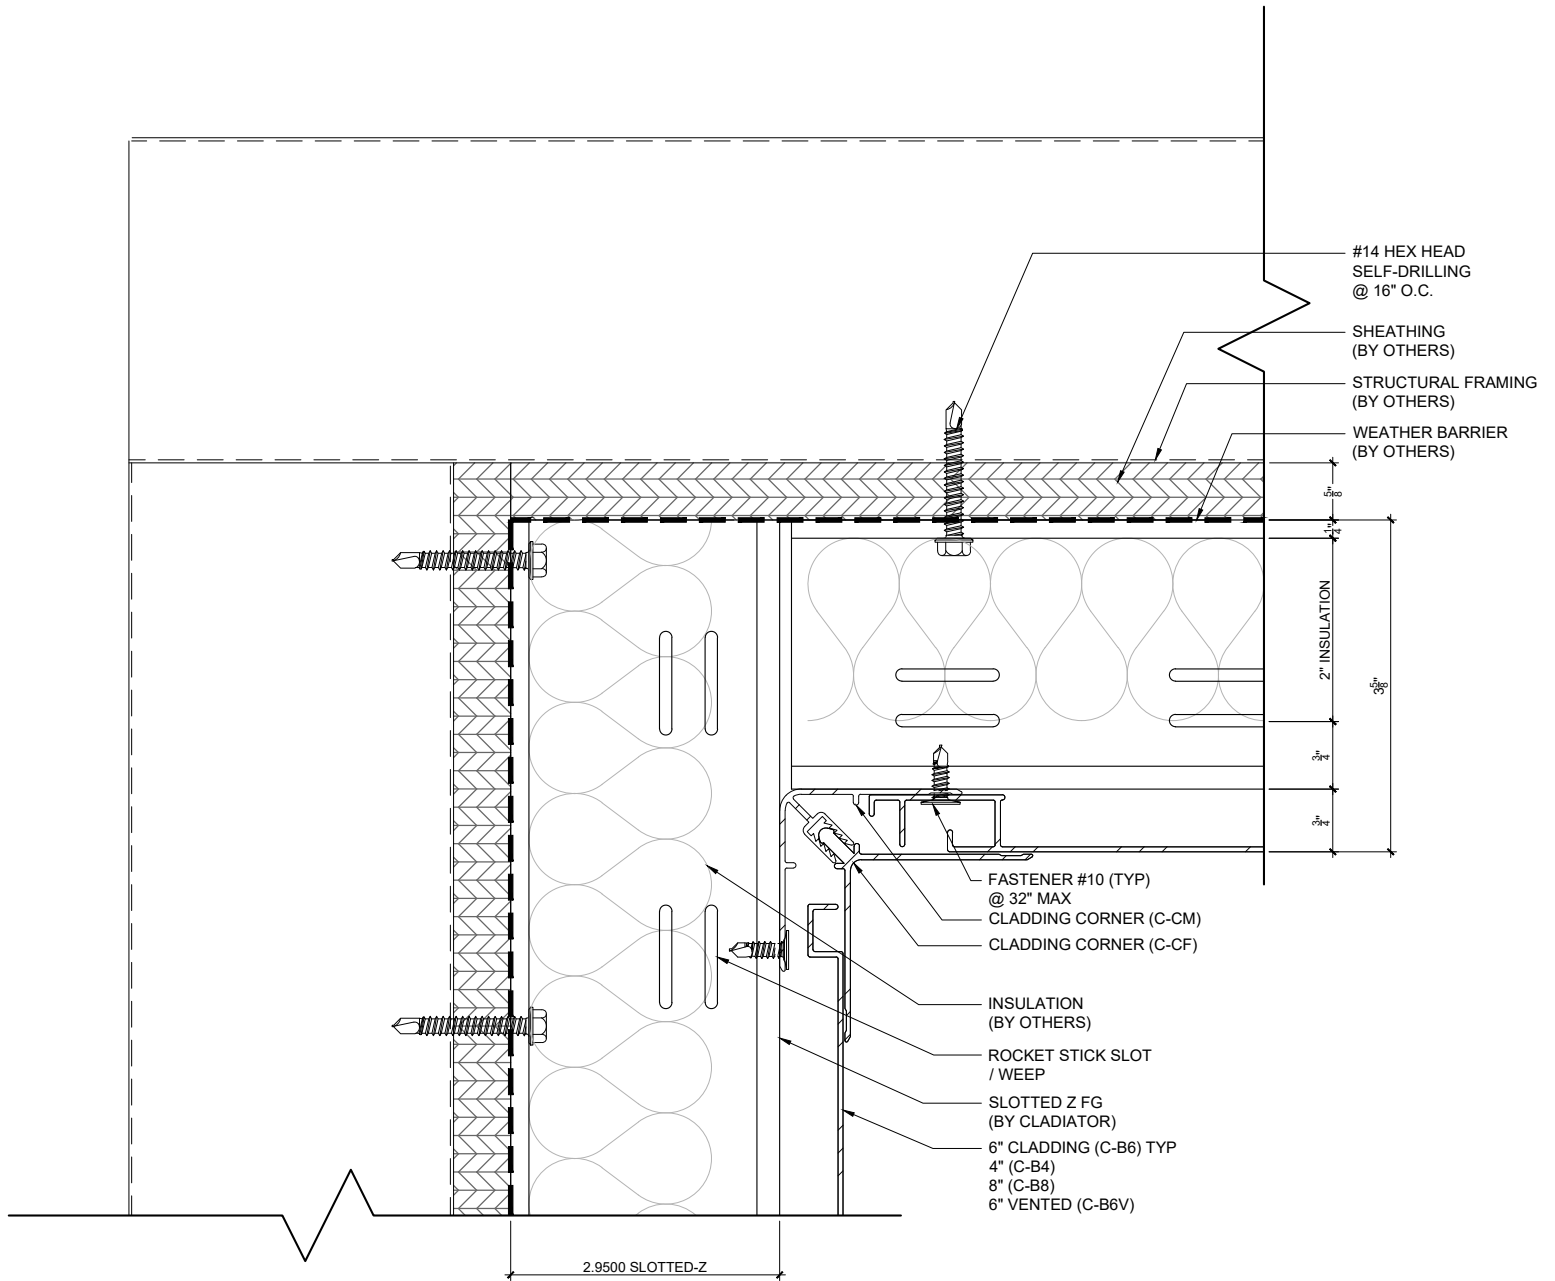 #14 HEX HEAD
SELF-DRILLING
@ 16" O.C.
SHEATHING
(BY OTHERS)
STRUCTURAL FRAMING
(BY OTHERS)
WEATHER BARRIER
(BY OTHERS)
5/8"
1/4"
2" INSULATION
3 5/8"
3/4"
3/4"
FASTENER #10 (TYP)
@ 32" MAX
CLADDING CORNER (C-CM)
CLADDING CORNER (C-CF)
INSULATION
(BY OTHERS)
ROCKET STICK SLOT
/ WEEP
SLOTTED Z FG
(BY CLADIATOR)
6" CLADDING (C-B6) TYP
4" (C-B4)
8" (C-B8)
6" VENTED (C-B6V)
2.9500 SLOTTED-Z